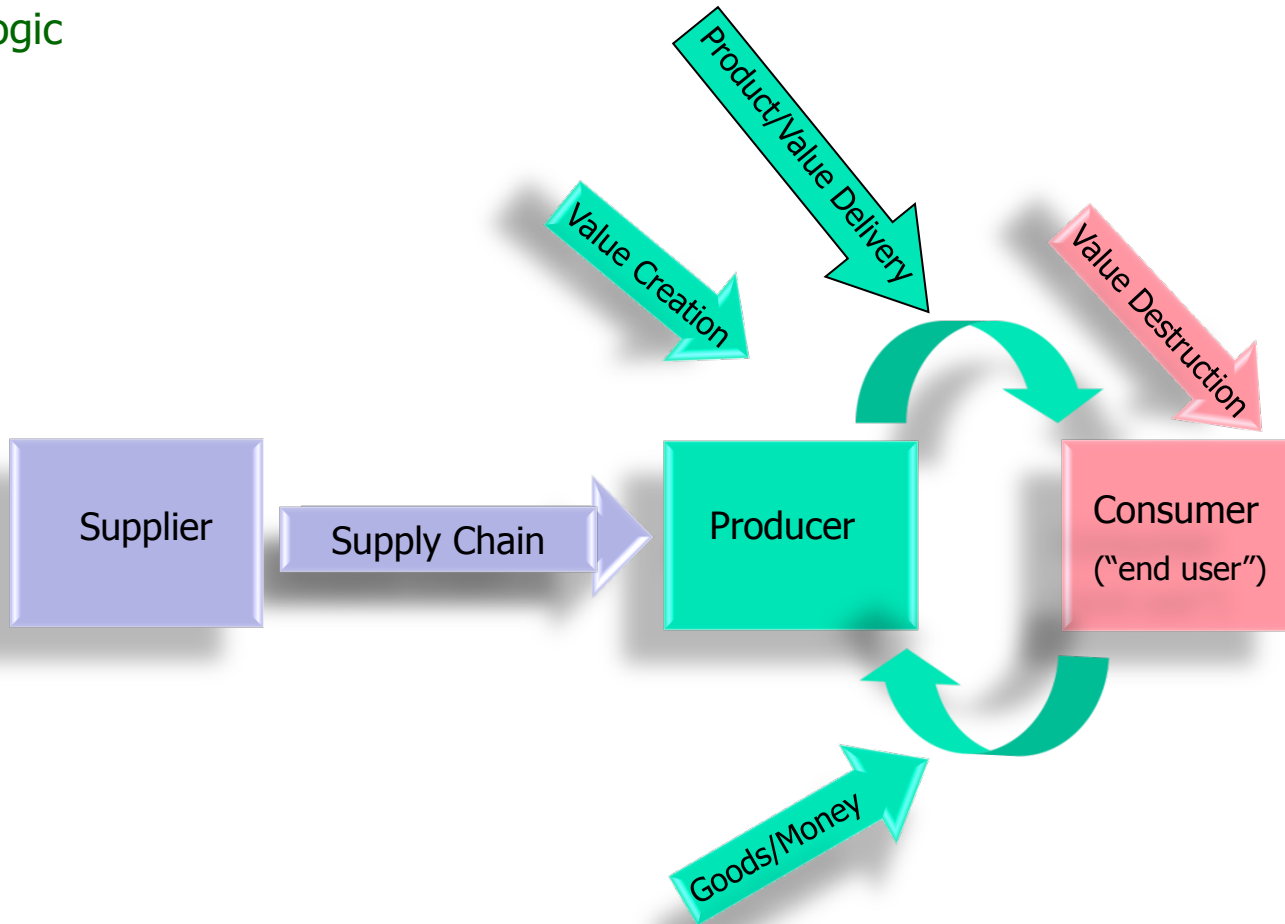 ogic
Product/Value Delivery
Value Creation
Value Destruction
Supplier
Supply Chain
Producer
Consumer
(“end user”)
Goods/Money